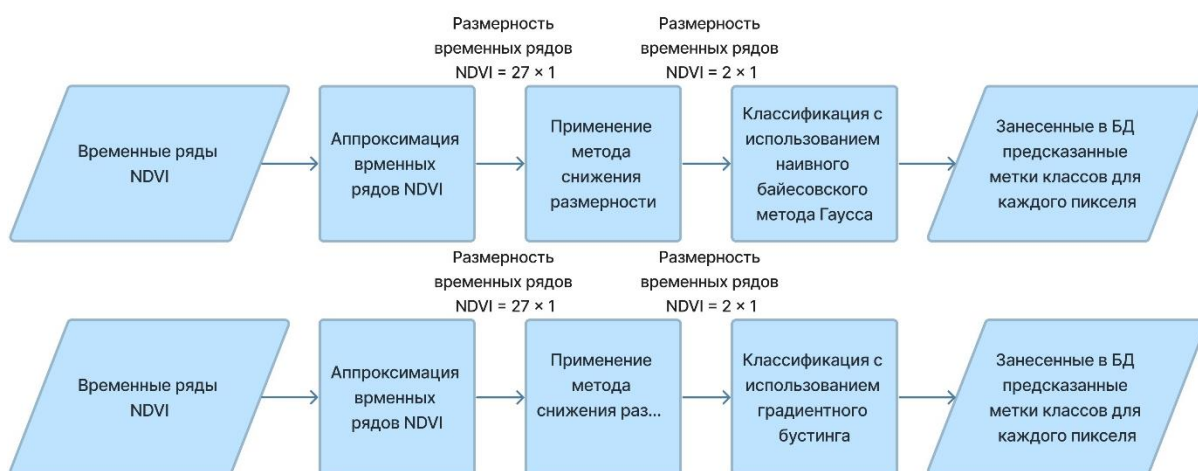 Размерность
временных рядов
NDVI = 27 × 1
Размерность
временных рядов
NDVI = 2 × 1
Временные ряды
NDVI
Аппроксимация
врменных
рядов NDVI
Применение
метода
снижения
размерности
Классификация с
использованием
наивного
байесовского
метода Гаусса
Занесенные в БД
предсказанные
метки классов для
каждого пикселя
Размерность
временных рядов
NDVI = 27 × 1
Размерность
временных рядов
NDVI = 2 × 1
Временные ряды
NDVI
Аппроксимация
врменных
рядов NDVI
Применение
метода
снижения раз...
Классификация с
использованием
градиентного
бустинга
Занесенные в БД
предсказанные
метки классов для
каждого пикселя